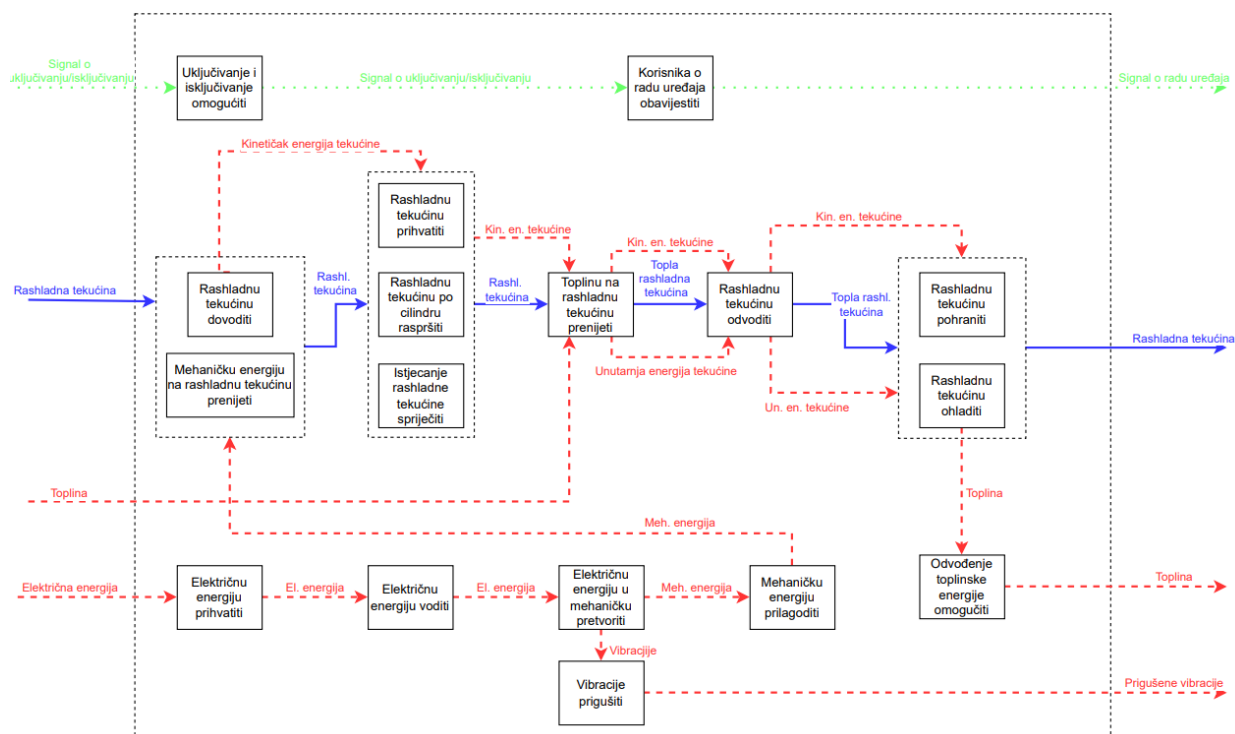 Signal o
uključivanju/isključivanju
Uključivanje i
isključivanje
omogućiti
Signal o uključivanju/isključivanju
Korisnika o
radu uređaja
obavijestiti
Signal o radu uređaja
Kinetičak energija tekućine
Rashladnu
tekućinu
prihvatiti
Kin. en. tekućine
Kin. en. tekućine
Kin. en. tekućine
Rashladna tekućina
Rashladnu
tekućinu
dovoditi
Rashl.
tekućina
Rashladnu
tekućinu po
cilindru
raspršiti
Rashl.
tekućina
Toplinu na
rashladnu
tekućinu
prenijeti
Topla
rashladna
tekućina
Rashladnu
tekućinu
odvoditi
Topla rashl.
tekućina
Rashladnu
tekućinu
pohraniti
Rashladna tekućina
Mehaničku energiju
na rashladnu tekućinu
prenijeti
Istjecanje
rashladne
tekućine
spriječiti
Unutarnja energija tekućine
Un. en. tekućine
Rashladnu
tekućinu
ohladiti
Toplina
Toplina
Meh. energija
Električna energija
Električnu
energiju
prihvatiti
El. energija
Električnu
energiju voditi
El. energija
Električnu
energiju u
mehaničku
pretvoriti
Meh. energija
Mehaničku
energiju
prilagoditi
Odvođenje
toplinske
energije
omogučiti
Toplina
Vibracjije
Vibracije
prigušiti
Prigušene vibracije